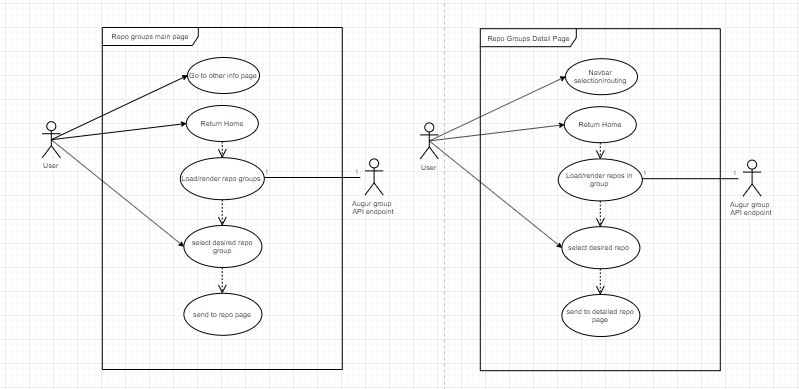 Repo groups main page
Go to other info page
Return Home
User
Load/render repo groups
1
1
Augur group
API endpoint
select desired repo
group
send to repo page
Repo Groups Detail Page
Navbar
selection/routing
Return Home
User
Load/render repos in
group
1
1
Augur group
API endpoint
select desired repo
send to detailed repo
page